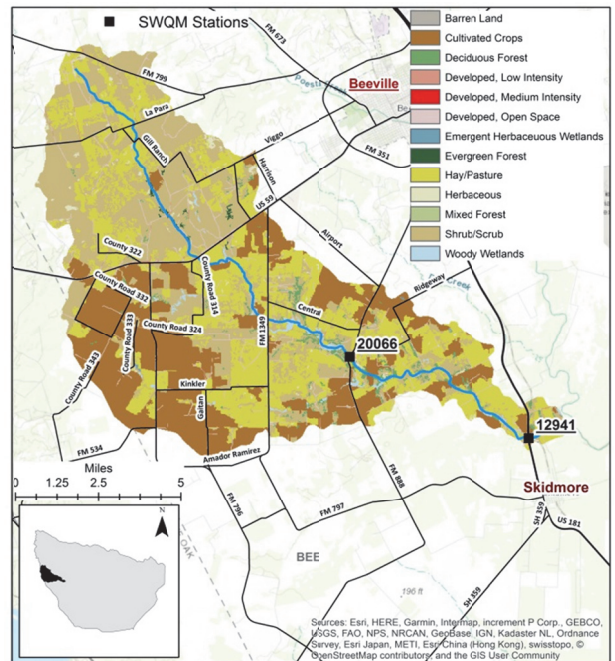 SWQM Stations
Barren Land
Cultivated Crops
Deciduous Forest
Developed, Low Intensity
Developed, Medium Intensity
Developed, Open Space
Emergent Herbaceuous Wetlands
Evergreen Forest
Hay/Pasture
Herbaceous
Mixed Forest
Shrub/Scrub
Woody Wetlands
FM 673
Beeville
FM 799
La Para
Gill Ranch
Viggo
FM 351
Harrison
US 59
Airport
County 322
County Road 332
County Road 314
Ridgeway
Creek
Central
County Road 333
County Road 324
FM 1349
20066
County Road 343
Kinkler
Gaitan
12941
FM 534
Amador Ramirez
Miles
0 1.25 2.5 5
FM 888
Skidmore
FM 796
FM 797
SH 359
US 181
N
OAK
BEE
196 ft
SH 359
Sources: Esri, HERE, Garmin, Intermap, increment P Corp., GEBCO,
USGS, FAO, NPS, NRCAN, GeoBase, IGN, Kadaster NL, Ordnance
Survey, Esri Japan, METI, Esri China (Hong Kong), swisstopo, ©
OpenStreetMap contributors, and the GIS User Community